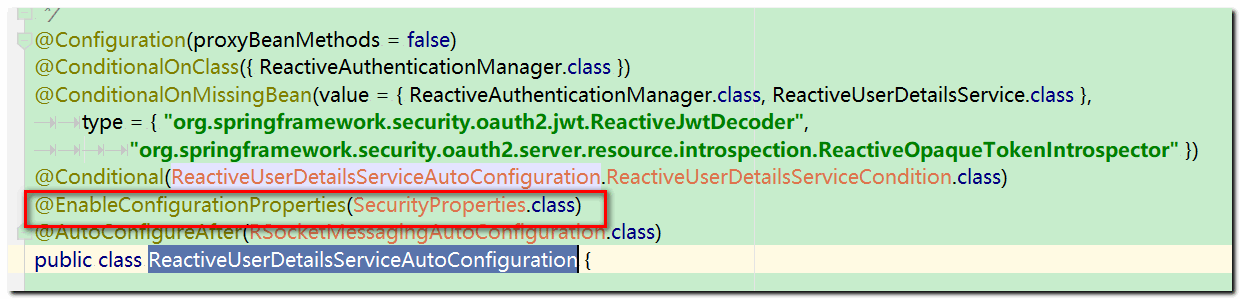 */
@Configuration(proxyBeanMethods = false)
@ConditionalOnClass({ ReactiveAuthenticationManager.class })
@ConditionalOnMissingBean(value = { ReactiveAuthenticationManager.class, ReactiveUserDetailsService.class },
type = { "org.springframework.security.oauth2.jwt.ReactiveJwtDecoder",
"org.springframework.security.oauth2.server.resource.introspection.ReactiveOpaqueTokenIntrospector" })
@Conditional(ReactiveUserDetailsServiceAutoConfiguration.ReactiveUserDetailsServiceCondition.class)
@EnableConfigurationProperties(SecurityProperties.class)
@AutoConfigureAfter(RSocketMessagingAutoConfiguration.class)
public class ReactiveUserDetailsServiceAutoConfiguration {